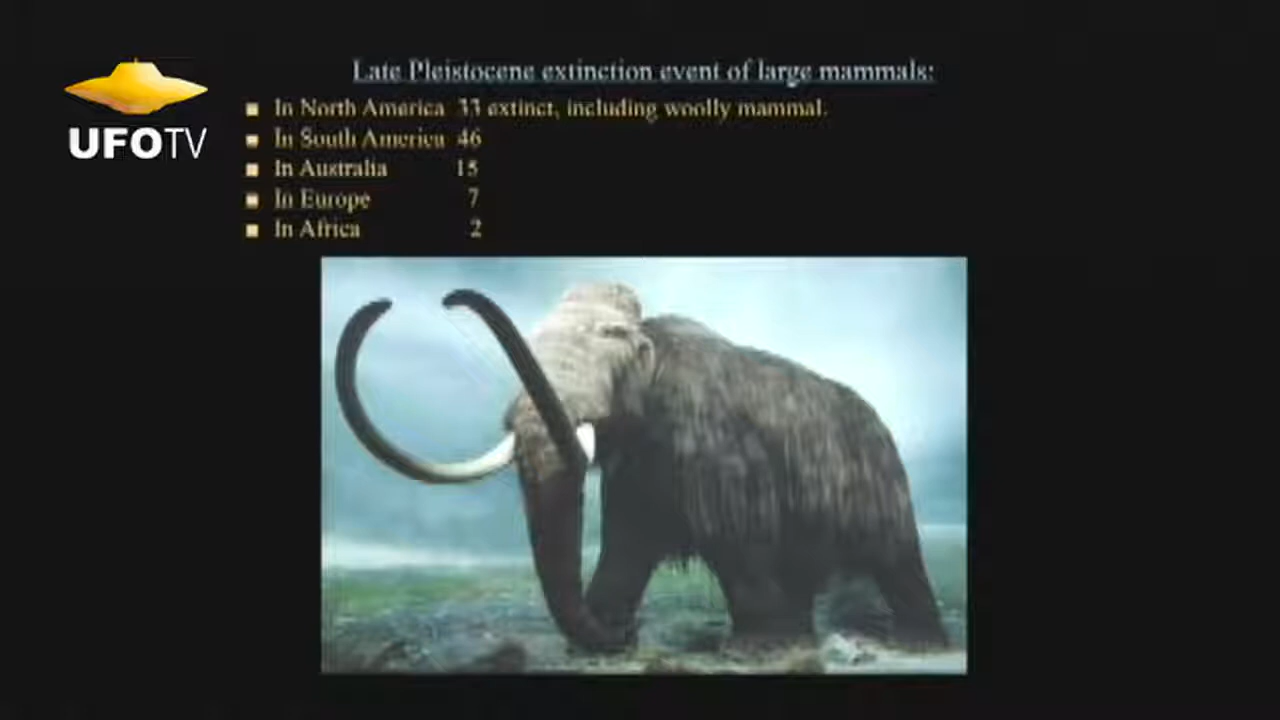 Late Pleistocene extinction event of large mammals:
UFOTV
In North America 33 extinct, including woolly mammal.
In South America 46
In Australia 15
In Europe 7
In Africa 2